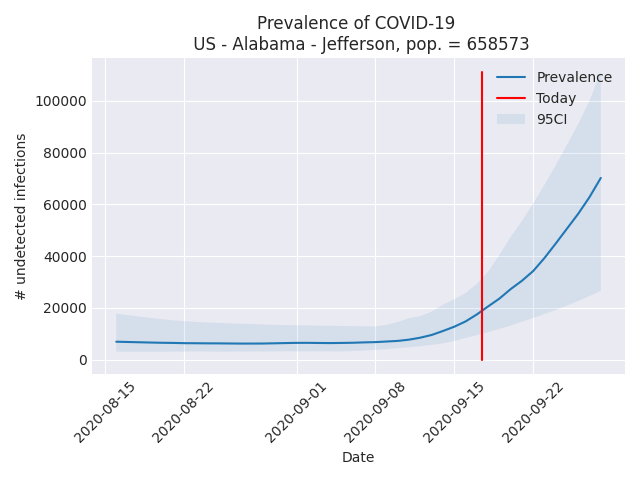 Prevalence of COVID-19
US - Alabama - Jefferson, pop. = 658573
Prevalence
Today
95CI
# undetected infections
100000
80000
60000
40000
20000
0
2020-08-15
2020-08-22
2020-09-01
2020-09-08
2020-09-15
2020-09-22
Date